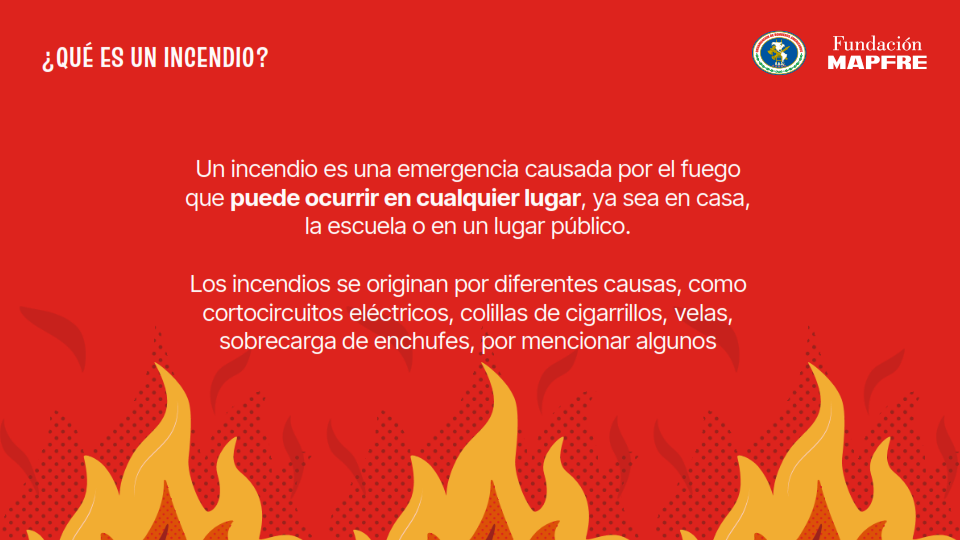 ¿QUÉ ES UN INCENDIO?
Fundación
MAPFRE
Un incendio es una emergencia causada por el fuego
que puede ocurrir en cualquier lugar, ya sea en casa,
la escuela o en un lugar público.
Los incendios se originan por diferentes causas, como
cortocircuitos eléctricos, colillas de cigarrillos, velas,
sobrecarga de enchufes, por mencionar algunos